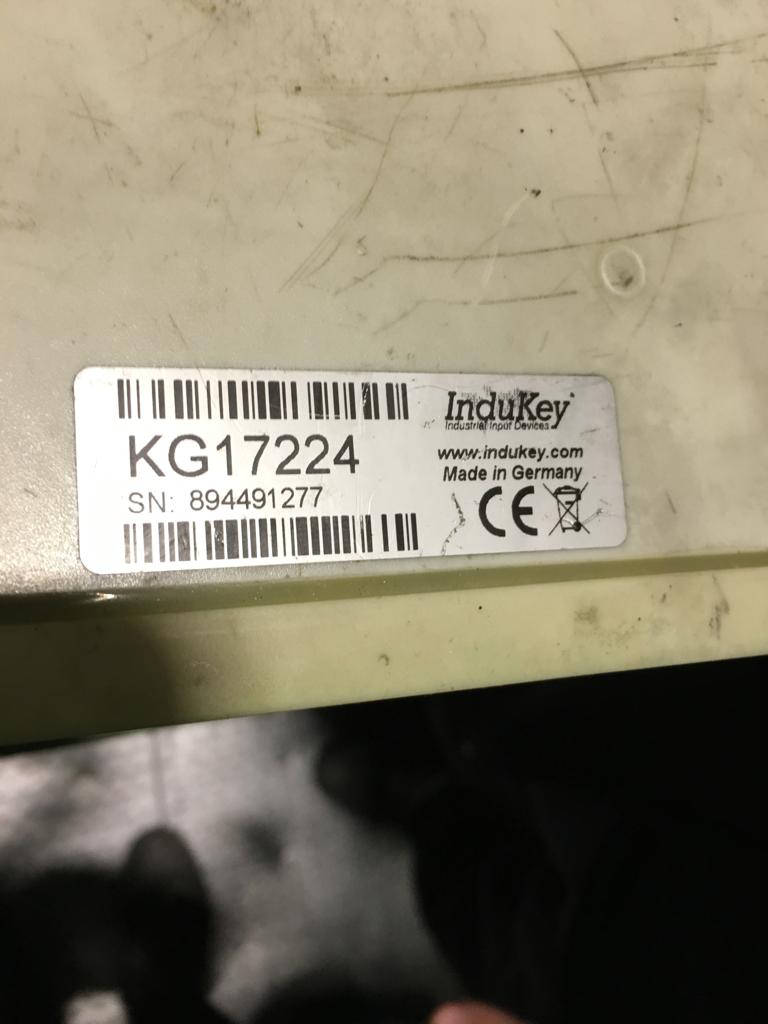 KG17224
SN: 894491277
InduKey
Industrial Input Devices
www.indukey.com
Made in Germany
CE